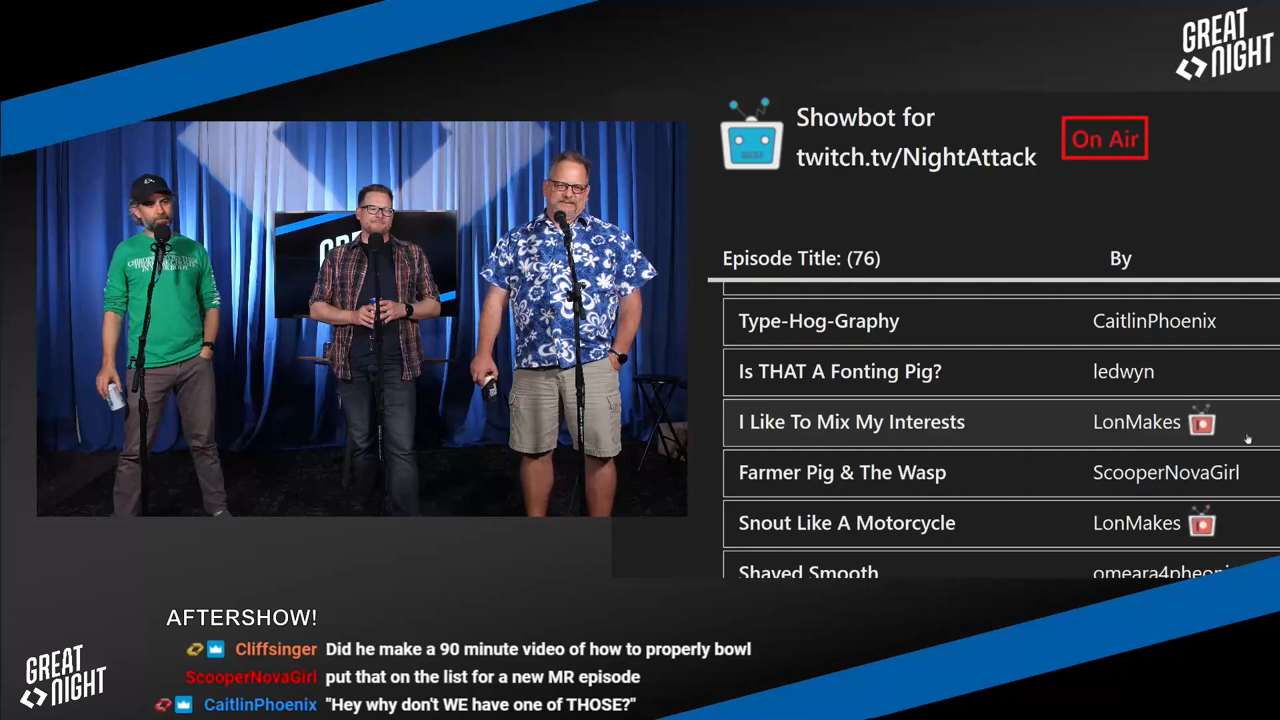 GREAT
NIGHT
Showbot for
twitch.tv/NightAttack
On Air
Episode Title: (76)
By
Type-Hog-Graphy
CaitlinPhoenix
Is THAT A Fonting Pig?
ledwyn
I Like To Mix My Interests
LonMakes
Farmer Pig & The Wasp
ScooperNovaGirl
Snout Like A Motorcycle
LonMakes
Shaved Smooth
AFTERSHOW!
Cliffsinger Did he make a 90 minute video of how to properly bowl
ScooperNovaGirl put that on the list for a new MR episode
CaitlinPhoenix "Hey why don't WE have one of THOSE?"
GREAT
NIGHT